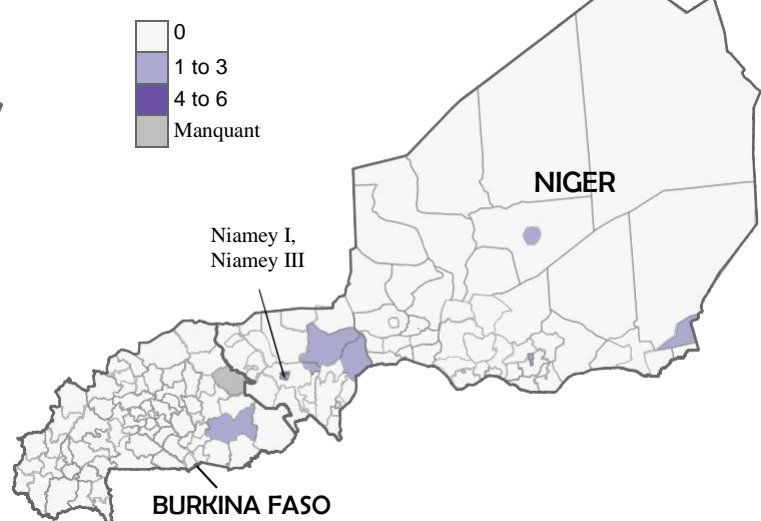 0
1 to 3
4 to 6
Manquant
NIGER
Niamey I,
Niamey III
BURKINA FASO